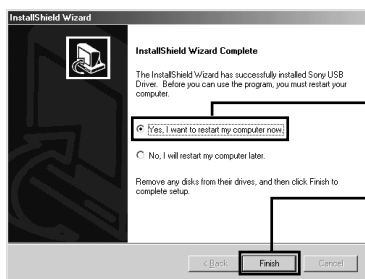 InstallShield Wizard
InstallShield Wizard Complete
The InstallShield Wizard has successfully installed Sony USB
Driver. Before you can use the program, you must restart your
computer.
Yes, I want to restart my computer now.
No, I will restart my computer later.
Remove any disks from their drives, and then click Finish to
complete setup.
< Back Finish Cancel